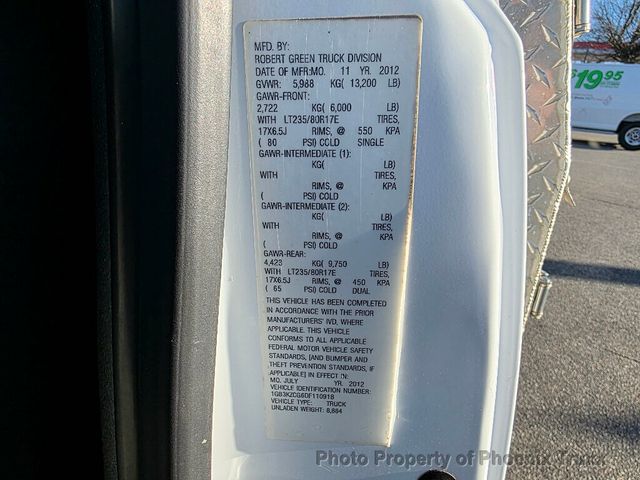 MFD. BY:
ROBERT GREEN TRUCK DIVISION
DATE OF MFR:MO. 11 YR. 2012
GVWR: 5,988 KG( 13,200 LB)
GAWR-FRONT:
2,722 KG( 6,000 LB)
WITH LT235/80R17E TIRES,
17X6.5J RIMS, @ 550 KPA
( 80 PSI) COLD SINGLE
GAWR-INTERMEDIATE (1):
KG( LB)
WITH TIRES,
RIMS, @ KPA
( PSI) COLD
GAWR-INTERMEDIATE (2):
KG( LB)
WITH TIRES,
RIMS, @ KPA
( PSI) COLD
GAWR-REAR:
4,423 KG( 9,750 LB)
WITH LT235/80R17E TIRES,
17X6.5J RIMS, @ 450 KPA
( 65 PSI) COLD DUAL
THIS VEHICLE HAS BEEN COMPLETED
IN ACCORDANCE WITH THE PRIOR
MANUFACTURERS' IVD, WHERE
APPLICABLE. THIS VEHICLE
CONFORMS TO ALL APPLICABLE
FEDERAL MOTOR VEHICLE SAFETY
STANDARDS, [AND BUMPER AND
THEFT PREVENTION STANDARDS, IF
APPLICABLE] IN EFFECT IN:
MO. JULY YR. 2012
VEHICLE IDENTIFICATION NUMBER:
1GB3KZCG6DF110918
VEHICLE TYPE: TRUCK
UNLADEN WEIGHT: 8,884
$19.95
Photo Property of Phoenix Truck